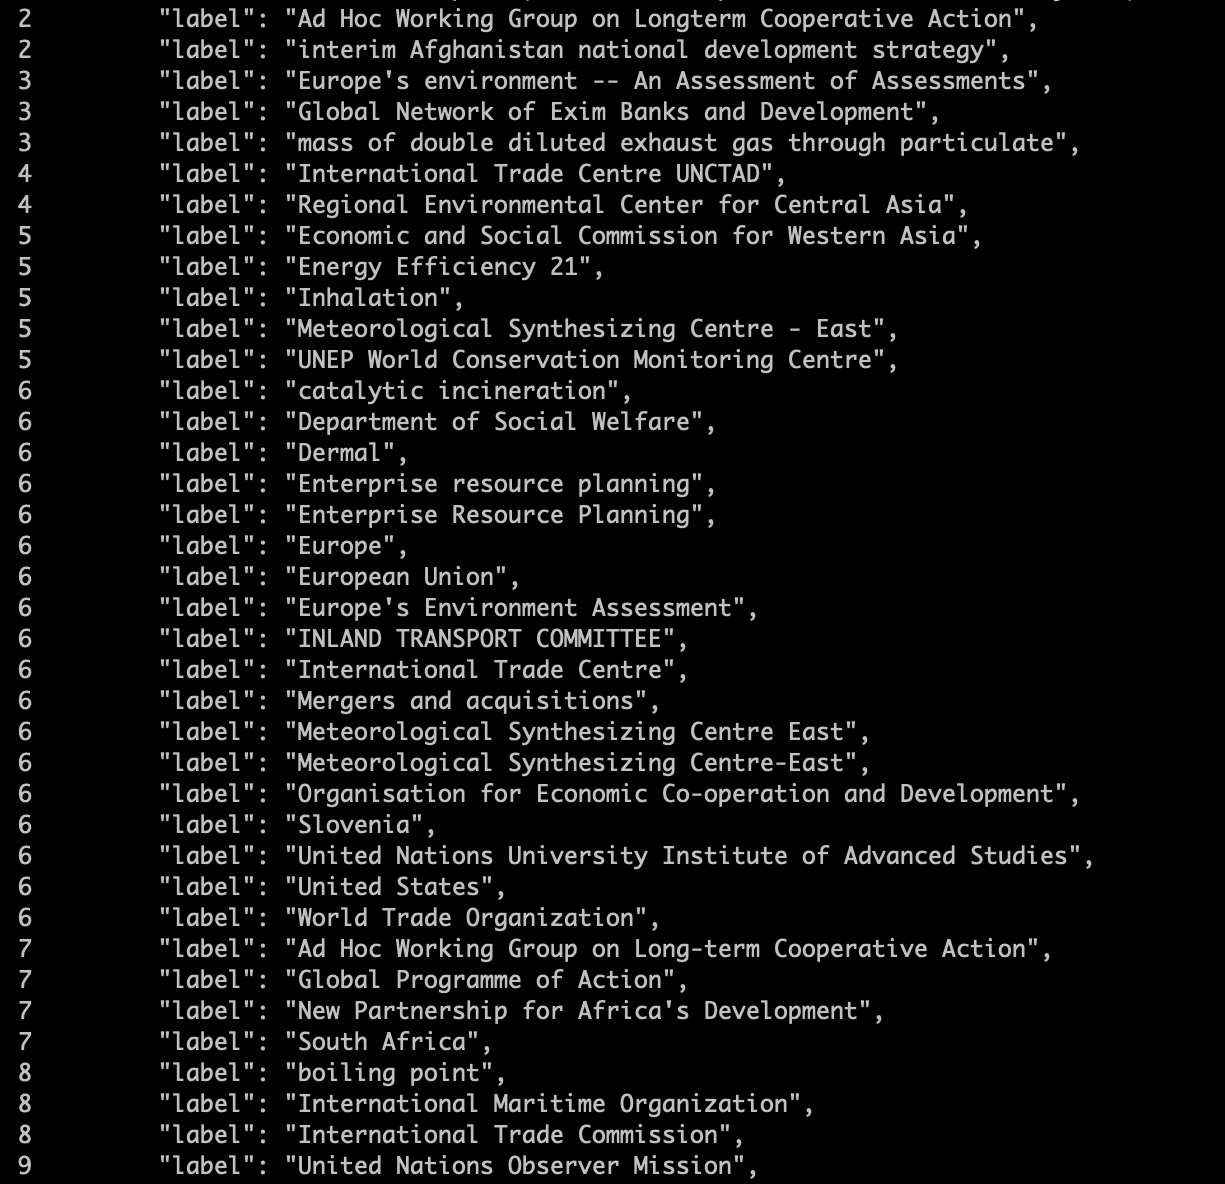 2 "label": "Ad Hoc Working Group on Longterm Cooperative Action",
2 "label": "interim Afghanistan national development strategy",
3 "label": "Europe's environment -- An Assessment of Assessments",
3 "label": "Global Network of Exim Banks and Development",
3 "label": "mass of double diluted exhaust gas through particulate",
4 "label": "International Trade Centre UNCTAD",
4 "label": "Regional Environmental Center for Central Asia",
5 "label": "Economic and Social Commission for Western Asia",
5 "label": "Energy Efficiency 21",
5 "label": "Inhalation",
5 "label": "Meteorological Synthesizing Centre - East",
5 "label": "UNEP World Conservation Monitoring Centre",
6 "label": "catalytic incineration",
6 "label": "Department of Social Welfare",
6 "label": "Dermal",
6 "label": "Enterprise resource planning",
6 "label": "Enterprise Resource Planning",
6 "label": "Europe",
6 "label": "European Union",
6 "label": "Europe's Environment Assessment",
6 "label": "INLAND TRANSPORT COMMITTEE",
6 "label": "International Trade Centre",
6 "label": "Mergers and acquisitions",
6 "label": "Meteorological Synthesizing Centre East",
6 "label": "Meteorological Synthesizing Centre-East",
6 "label": "Organisation for Economic Co-operation and Development",
6 "label": "Slovenia",
6 "label": "United Nations University Institute of Advanced Studies",
6 "label": "United States",
6 "label": "World Trade Organization",
7 "label": "Ad Hoc Working Group on Long-term Cooperative Action",
7 "label": "Global Programme of Action",
7 "label": "New Partnership for Africa's Development",
7 "label": "South Africa",
8 "label": "boiling point",
8 "label": "International Maritime Organization",
8 "label": "International Trade Commission",
9 "label": "United Nations Observer Mission",